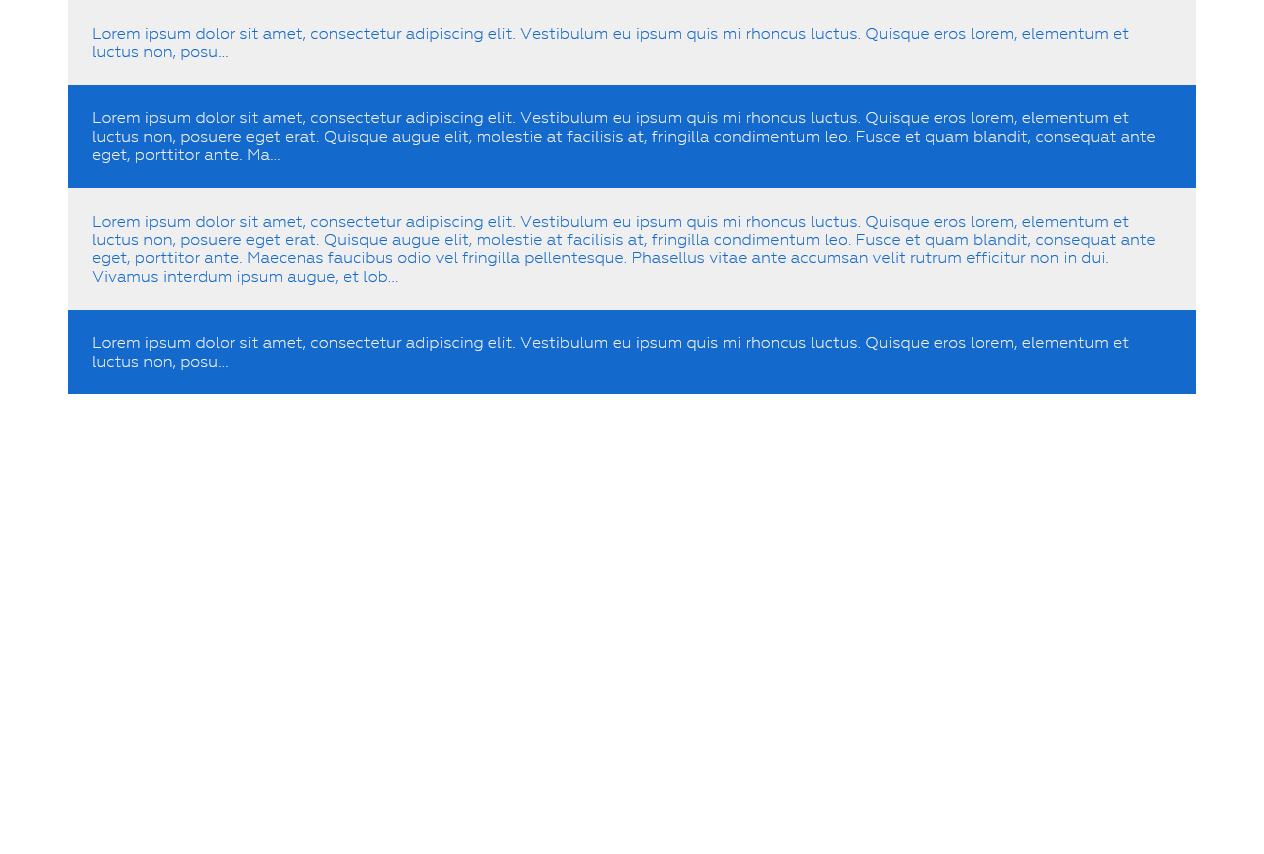 Lorem ipsum dolor sit amet, consectetur adipiscing elit. Vestibulum eu ipsum quis mi rhoncus luctus. Quisque eros lorem, elementum et
luctus non, posu...
Lorem ipsum dolor sit amet, consectetur adipiscing elit. Vestibulum eu ipsum quis mi rhoncus luctus. Quisque eros lorem, elementum et
luctus non, posuere eget erat. Quisque augue elit, molestie at facilisis at, fringilla condimentum leo. Fusce et quam blandit, consequat ante
eget, porttitor ante. Ma...
Lorem ipsum dolor sit amet, consectetur adipiscing elit. Vestibulum eu ipsum quis mi rhoncus luctus. Quisque eros lorem, elementum et
luctus non, posuere eget erat. Quisque augue elit, molestie at facilisis at, fringilla condimentum leo. Fusce et quam blandit, consequat ante
eget, porttitor ante. Maecenas faucibus odio vel fringilla pellentesque. Phasellus vitae ante accumsan velit rutrum efficitur non in dui.
Vivamus interdum ipsum augue, et lob...
Lorem ipsum dolor sit amet, consectetur adipiscing elit. Vestibulum eu ipsum quis mi rhoncus luctus. Quisque eros lorem, elementum et
luctus non, posu...